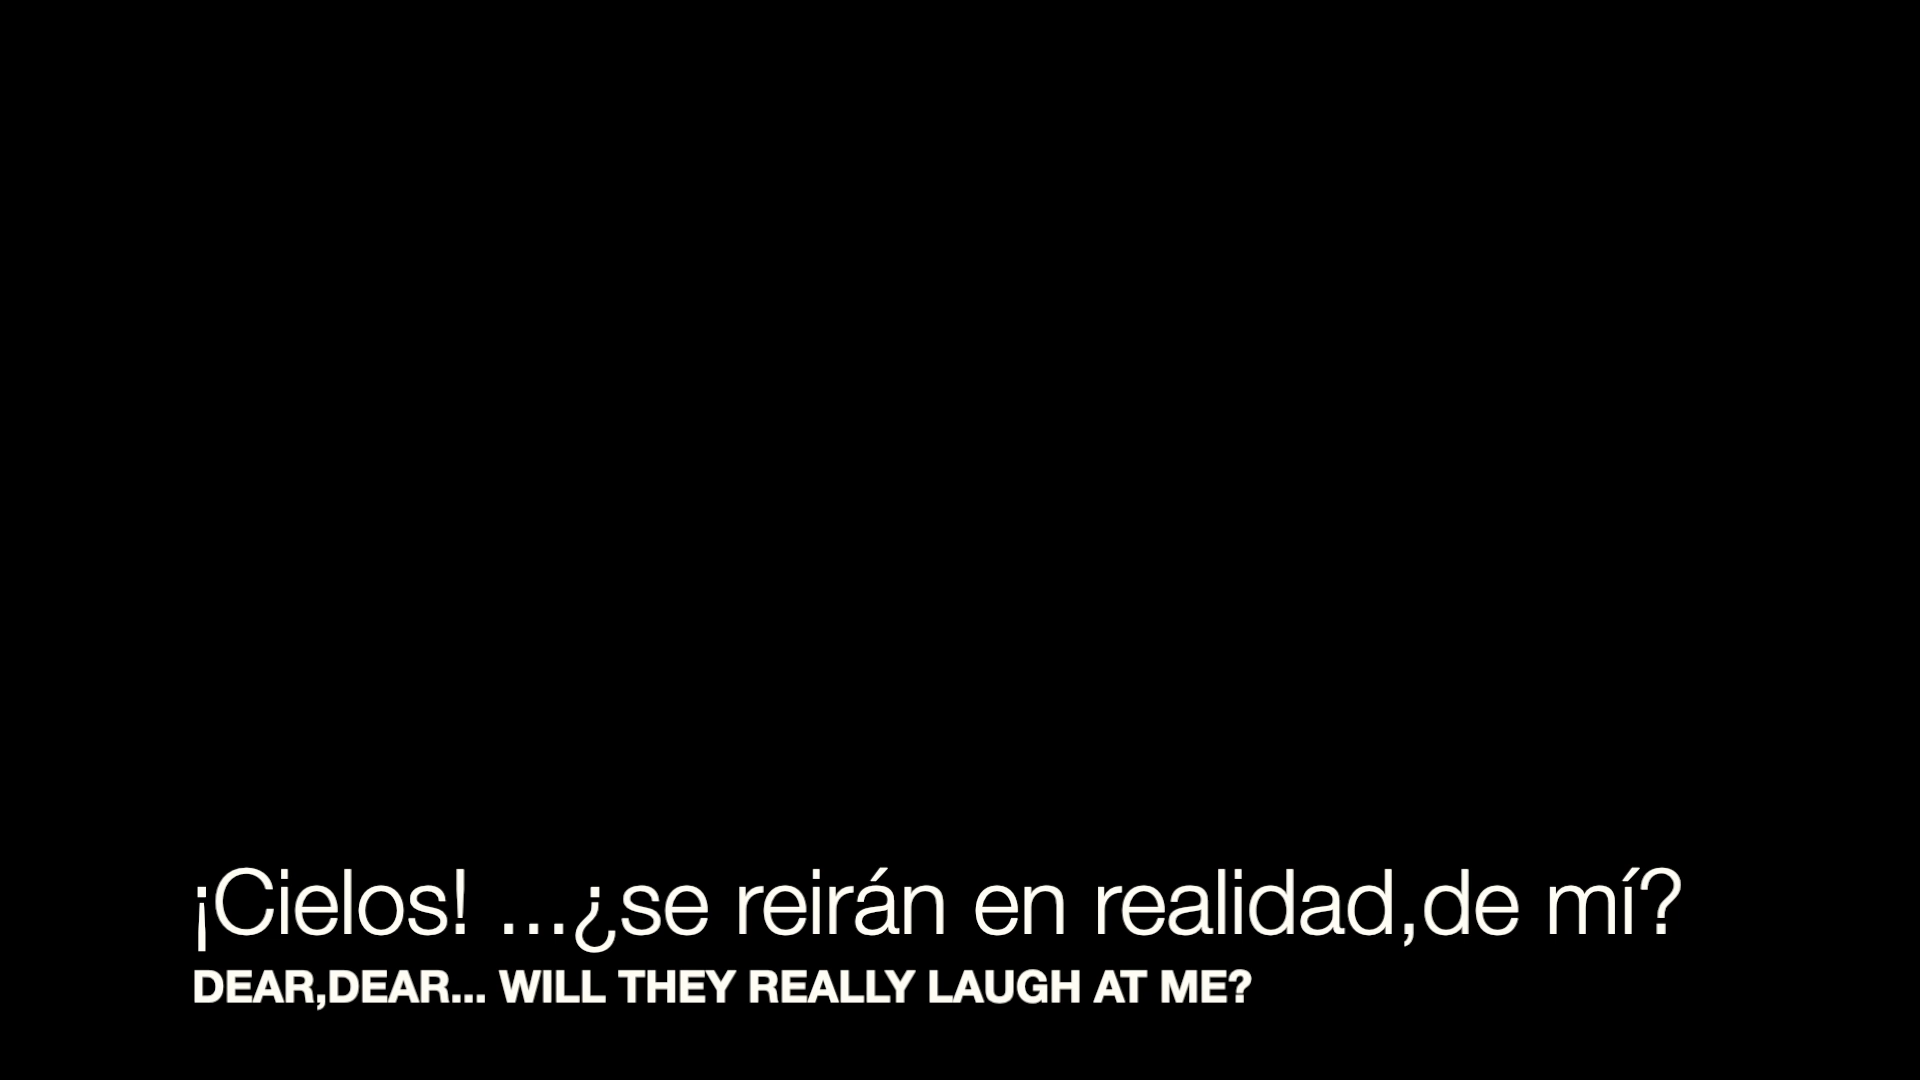 ¡Cielos! ...¿se reirán en realidad,de mí?
DEAR,DEAR... WILL THEY REALLY LAUGH AT ME?